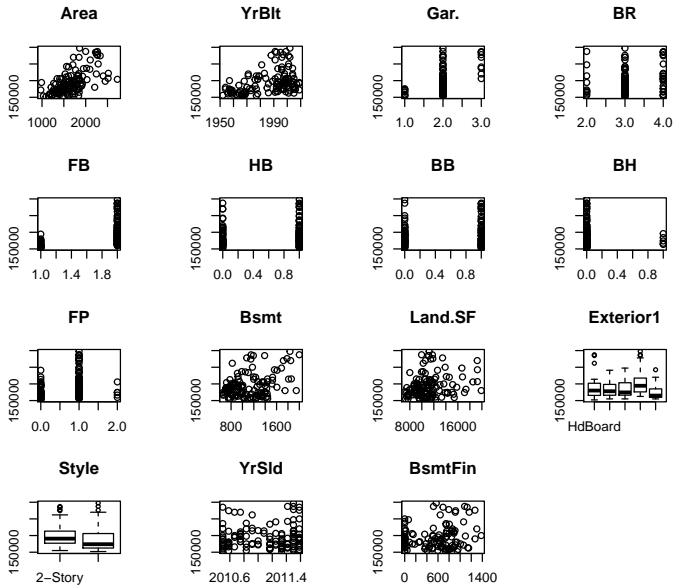 Area YrBlt Gar. BR
150000 150000 150000 150000
1000 2000 1950 1990 1.0 2.0 3.0 2.0 3.0 4.0
FB HB BB BH
150000 150000 150000 150000
1.0 1.4 1.8 0.0 0.4 0.8 0.0 0.4 0.8 0.0 0.4 0.8
FP Bsmt Land.SF Exterior1
150000 150000 150000 150000
0.0 1.0 2.0 600 1600 8000 16000 HdBoard
Style YrSld BsmtFin
150000 150000 150000
2−Story 2010.6 2011.4 0 600 1400